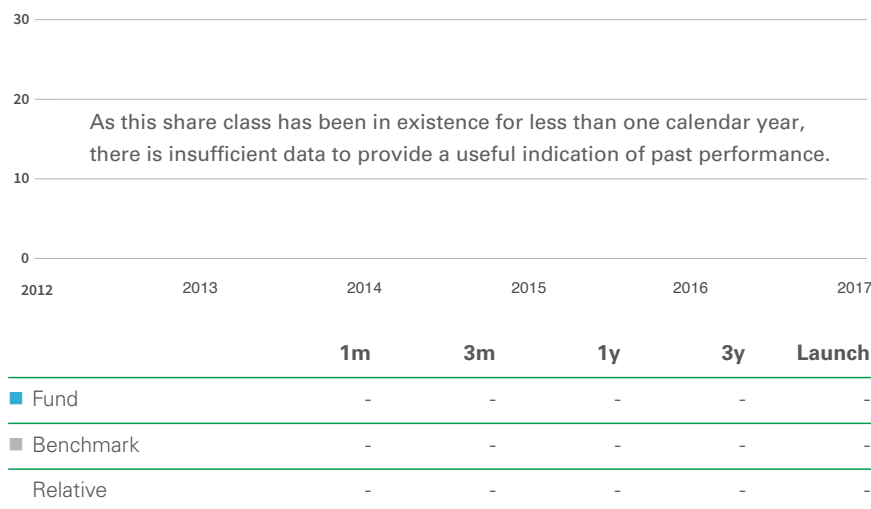 30
20
As this share class has been in existence for less than one calendar year,
there is insufficient data to provide a useful indication of past performance.
10
0
2012 2013 2014 2015 2016 2017
1m 3m 1y 3y Launch
Fund - - - - -
Benchmark - - - - -
Relative - - - - -